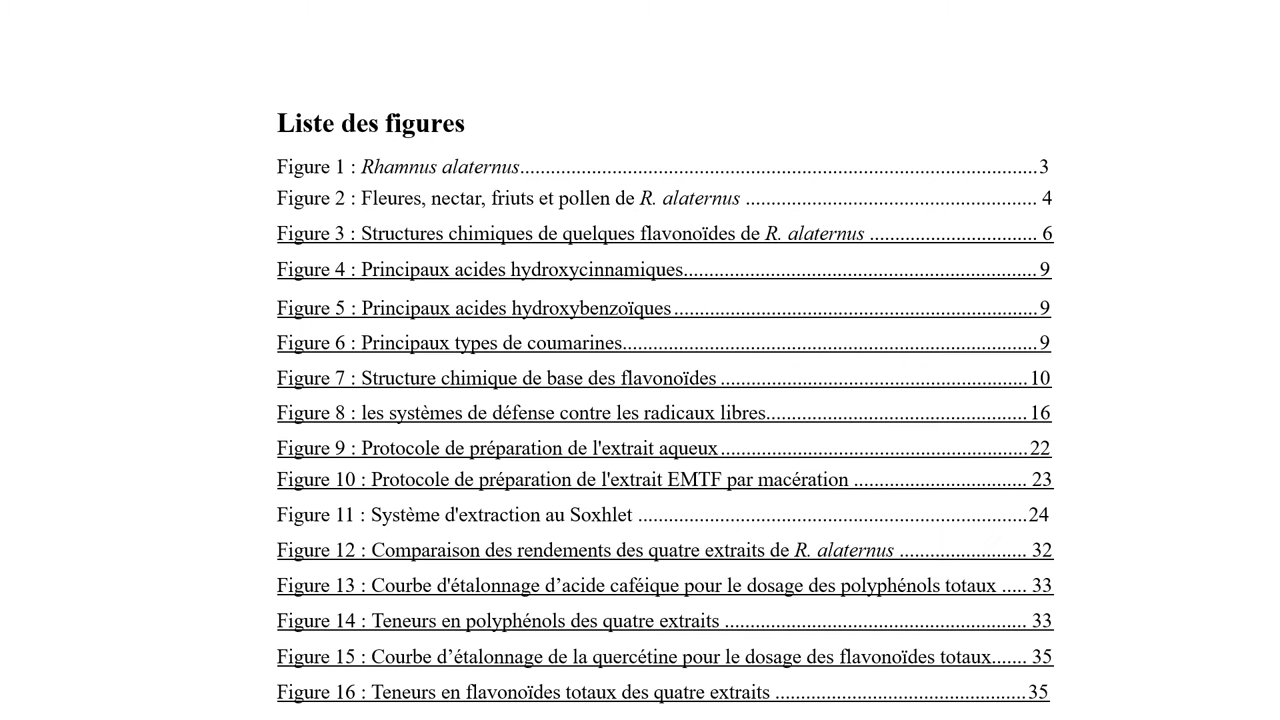 Liste des figures
Figure 1 : Rhamnus alaternus....................................................................................................3
Figure 2 : Fleures, nectar, friuts et pollen de R. alaternus ......................................................... 4
Figure 3 : Structures chimiques de quelques flavonoïdes de R. alaternus ................................. 6
Figure 4 : Principaux acides hydroxycinnamiques.....................................................................9
Figure 5 : Principaux acides hydroxybenzoïques.......................................................................9
Figure 6 : Principaux types de coumarines.................................................................................9
Figure 7 : Structure chimique de base des flavonoïdes ............................................................10
Figure 8 : les systèmes de défense contre les radicaux libres...................................................16
Figure 9 : Protocole de préparation de l'extrait aqueux............................................................22
Figure 10 : Protocole de préparation de l'extrait EMTF par macération .................................. 23
Figure 11 : Système d'extraction au Soxhlet ............................................................................24
Figure 12 : Comparaison des rendements des quatre extraits de R. alaternus ......................... 32
Figure 13 : Courbe d'étalonnage d’acide caféique pour le dosage des polyphénols totaux ..... 33
Figure 14 : Teneurs en polyphénols des quatre extraits ........................................................... 33
Figure 15 : Courbe d’étalonnage de la quercétine pour le dosage des flavonoïdes totaux....... 35
Figure 16 : Teneurs en flavonoïdes totaux des quatre extraits .................................................35